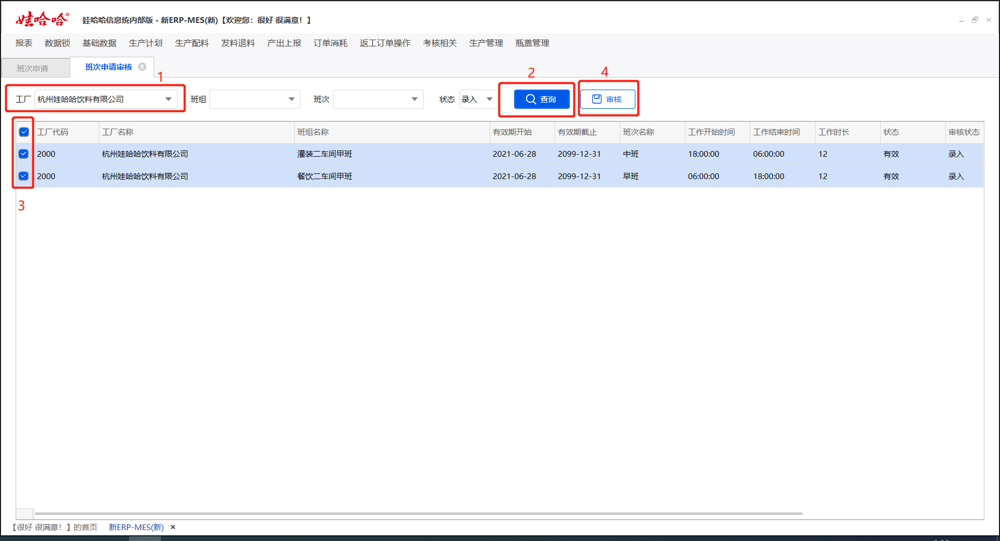 娃哈哈®
娃哈哈信息统内部版 - 新ERP-MES(新)【欢迎您：很好 很满意！】
报表 数据锁 基础数据 生产计划 生产配料 发料退料 产出上报 订单消耗 返工订单操作 考核相关 生产管理 瓶盖管理
班次申请 班次申请审核
1 2 4
工厂 杭州娃哈哈饮料有限公司 班组 班次 状态 录入 查询 审核
工厂代码 工厂名称 班组名称 有效期开始 有效期截止 班次名称 工作开始时间 工作结束时间 工作时长 状态 审核状态
2000 杭州娃哈哈饮料有限公司 灌装二车间甲班 2021-06-28 2099-12-31 中班 18:00:00 06:00:00 12 有效 录入
2000 杭州娃哈哈饮料有限公司 餐饮二车间甲班 2021-06-28 2099-12-31 早班 06:00:00 18:00:00 12 有效 录入
3
【很好 很满意！】的首页 新ERP-MES(新)